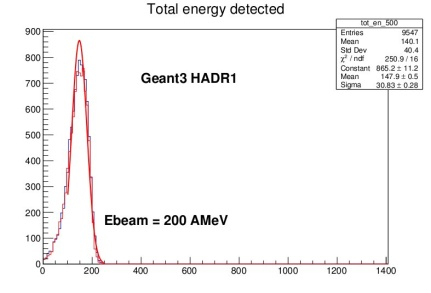 Total energy detected
tot_en_500
Entries 9547
Mean 140.1
Std Dev 40.4
χ² / ndf 250.9 / 16
Constant 865.2 ± 11.2
Mean 147.9 ± 0.5
Sigma 30.83 ± 0.28
900
800
700
600
500
400
300
200
100
0
Geant3 HADR1
Ebeam = 200 AMeV
0 200 400 600 800 1000 1200 1400